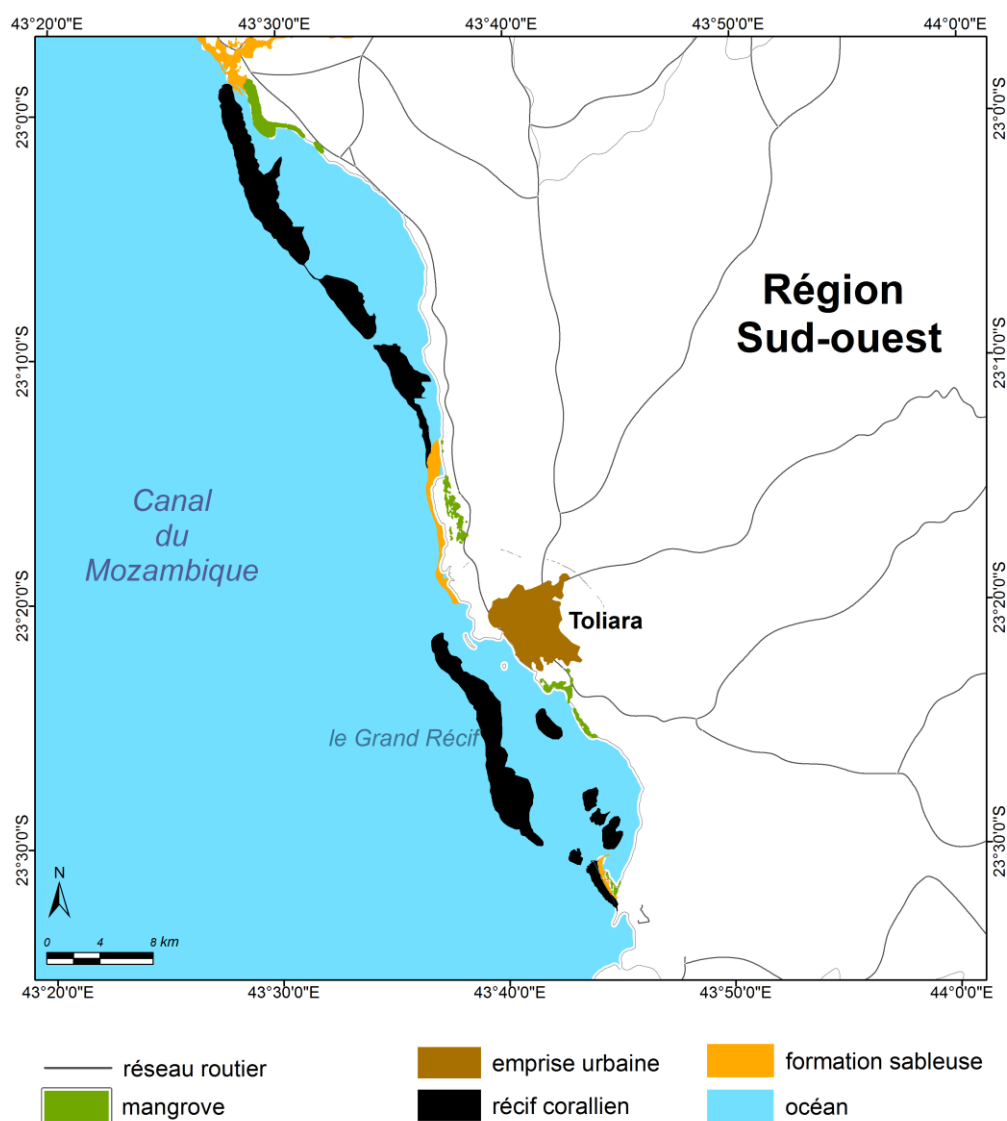 43°20'0"S 43°30'0"S 43°40'0"S 43°50'0"S 44°0'0"S
23°0'0"S 23°0'0"S
Région
Sud-ouest
23°10'0"S 23°10'0"S
Canal
du
Mozambique
23°20'0"S Toliara 23°20'0"S
le Grand Récif
23°30'0"S 23°30'0"S
N
0 4 8 km
43°20'0"E 43°30'0"E 43°40'0"E 43°50'0"E 44°0'0"E
réseau routier emprise urbaine formation sableuse
mangrove récif corallien océan